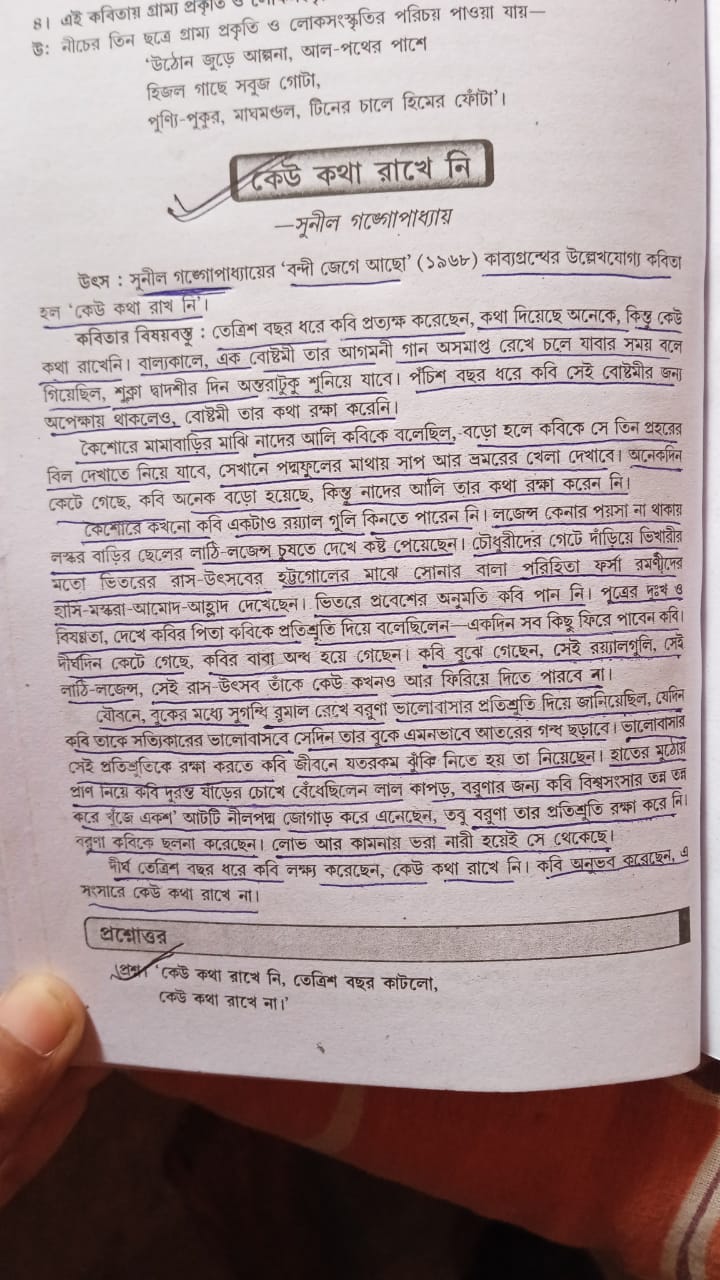 ৪। এই কবিতায় গ্রাম্য প্রকৃতি ও লোকসংস্কৃতির পরিচয় পাওয়া যায়—
উ: নীচের তিন ছত্রে গ্রাম্য প্রকৃতি ও লোকসংস্কৃতির পরিচয় পাওয়া যায়—
‘উঠোন জুড়ে আল্পনা, আল-পথের পাশে
হিজল গাছে সবুজ গোটা,
পুণ্যি-পুকুর, মাঘমণ্ডল, টিনের চালে হিমের ফোঁটা’।
কেউ কথা রাখে নি
—সুনীল গঙ্গোপাধ্যায়
উৎস : সুনীল গঙ্গোপাধ্যায়ের ‘বন্দী জেগে আছো’ (১৯৬৮) কাব্যগ্রন্থের উল্লেখযোগ্য কবিতা
হল ‘কেউ কথা রাখ নি’।
কবিতার বিষয়বস্তু : তেত্রিশ বছর ধরে কবি প্রত্যক্ষ করেছেন, কথা দিয়েছে অনেকে, কিন্তু কেউ
কথা রাখেনি। বাল্যকালে, এক বোষ্টমী তার আগমনী গান অসমাপ্ত রেখে চলে যাবার সময় বলে
গিয়েছিল, শুক্লা দ্বাদশীর দিন অন্তরাটুকু শুনিয়ে যাবে। পঁচিশ বছর ধরে কবি সেই বোষ্টমীর জন্য
অপেক্ষায় থাকলেও, বোষ্টমী তার কথা রক্ষা করেনি।
কৈশোরে মামাবাড়ির মাঝি নাদের আলি কবিকে বলেছিল, বড়ো হলে কবিকে সে তিন প্রহরের
বিল দেখাতে নিয়ে যাবে, সেখানে পদ্মফুলের মাথায় সাপ আর ভ্রমরের খেলা দেখাবে। অনেকদিন
কেটে গেছে, কবি অনেক বড়ো হয়েছে, কিন্তু নাদের আলি তার কথা রক্ষা করেন নি।
কৈশোরে কখনো কবি একটাও রয়্যাল গুলি কিনতে পারেন নি। লজেন্স কেনার পয়সা না থাকায়
লস্কর বাড়ির ছেলের লাঠি-লজেন্স চুষতে দেখে কষ্ট পেয়েছেন। চৌধুরীদের গেটে দাঁড়িয়ে ভিখারীর
মতো ভিতরের রাস-উৎসবের হট্টগোলের মাঝে সোনার বালা পরিহিতা ফর্সা রমণীদের
হাসি-মস্করা-আমোদ-আহ্লাদ দেখেছেন। ভিতরে প্রবেশের অনুমতি কবি পান নি। পুত্রের দুঃখ ও
বিষণ্ণতা, দেখে কবির পিতা কবিকে প্রতিশ্রুতি দিয়ে বলেছিলেন—একদিন সব কিছু ফিরে পাবেন কবি।
দীর্ঘদিন কেটে গেছে, কবির বাবা অন্ধ হয়ে গেছেন। কবি বুঝে গেছেন, সেই রয়্যালগুলি, সেই
লাঠি-লজেন্স, সেই রাস-উৎসব তাঁকে কেউ কখনও আর ফিরিয়ে দিতে পারবে না।
যৌবনে, বুকের মধ্যে সুগন্ধি রুমাল রেখে বরুণা ভালোবাসার প্রতিশ্রুতি দিয়ে জানিয়েছিল, যেদিন
কবি তাকে সত্যিকারের ভালোবাসবে সেদিন তার বুকে এমনভাবে আতরের গন্ধ ছড়াবে। ভালোবাসার
সেই প্রতিশ্রুতিকে রক্ষা করতে কবি জীবনে যতরকম ঝুঁকি নিতে হয় তা নিয়েছেন। হাতের মুঠোয়
প্রাণ নিয়ে কবি দুরন্ত ষাঁড়ের চোখে বেঁধেছিলেন লাল কাপড়, বরুণার জন্য কবি বিশ্বসংসার তন্ন তন্ন
করে খুঁজে একশ' আটটি নীলপদ্ম জোগাড় করে এনেছেন, তবু বরুণা তার প্রতিশ্রুতি রক্ষা করে নি।
বরুণা কবিকে ছলনা করেছেন। লোভ আর কামনায় ভরা নারী হয়েই সে থেকেছে।
দীর্ঘ তেত্রিশ বছর ধরে কবি লক্ষ্য করেছেন, কেউ কথা রাখে নি। কবি অনুভব করেছেন, এ
সংসারে কেউ কথা রাখে না।
প্রশ্নোত্তর
প্রশ্ন। ‘কেউ কথা রাখে নি, তেত্রিশ বছর কাটলো,
কেউ কথা রাখে না।’